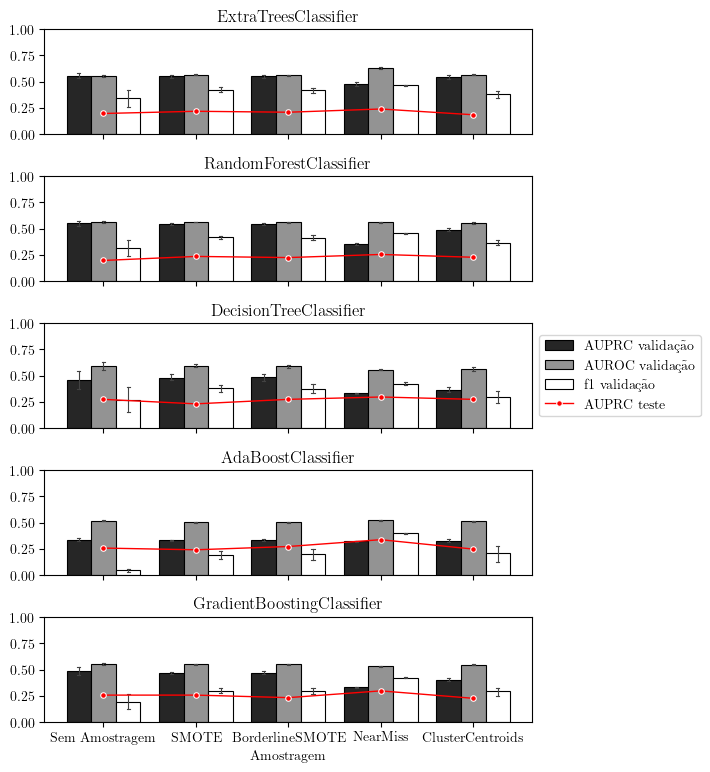 ExtraTreesClassifier
1.00
0.75
0.50
0.25
0.00
RandomForestClassifier
1.00
0.75
0.50
0.25
0.00
DecisionTreeClassifier
1.00
0.75
0.50
0.25
0.00
AUPRC validação
AUROC validação
f1 validação
AUPRC teste
AdaBoostClassifier
1.00
0.75
0.50
0.25
0.00
GradientBoostingClassifier
1.00
0.75
0.50
0.25
0.00
Sem Amostragem SMOTE BorderlineSMOTE NearMiss ClusterCentroids
Amostragem